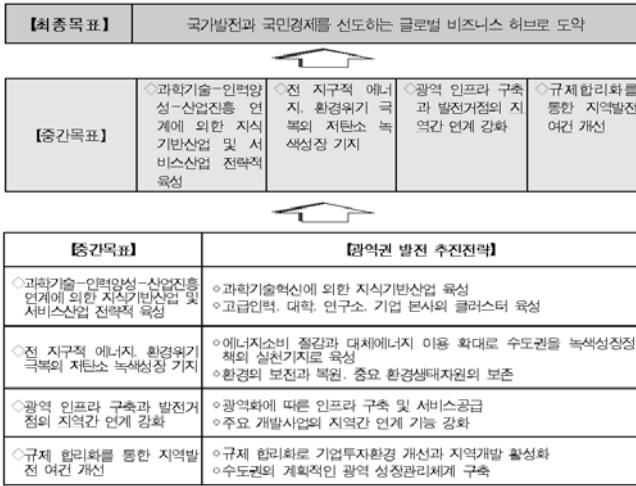 【최종목표】 국가발전과 국민경제를 선도하는 글로벌 비즈니스 허브로 도약
【중간목표】
◇과학기술-인력양
성-산업진흥 연
계에 의한 지식
기반산업 및 서
비스산업 전략적
육성
◇전 지구적 에너
지, 환경위기 극
복의 저탄소 녹
색성장 기지
◇광역 인프라 구축
과 발전거점의 지
역간 연계 강화
◇규제합리화를
통한 지역발전
여건 개선
【중간목표】 【광역권 발전 추진전략】
◇과학기술-인력양성-산업진흥
연계에 의한 지식기반산업 및
서비스산업 전략적 육성
○과학기술혁신에 의한 지식기반산업 육성
○고급인력, 대학, 연구소, 기업 본사의 클러스터 육성
◇전 지구적 에너지, 환경위기
극복의 저탄소 녹색성장 기지
○에너지소비 절감과 대체에너지 이용 확대로 수도권을 녹색성장정
책의 실천기지로 육성
○환경의 보전과 복원, 중요 환경생태자원의 보존
◇광역 인프라 구축과 발전거
점의 지역간 연계 강화
○광역화에 따른 인프라 구축 및 서비스공급
○주요 개발사업의 지역간 연계 기능 강화
◇규제 합리화를 통한 지역발
전 여건 개선
○규제 합리화로 기업투자환경 개선과 지역개발 활성화
○수도권의 계획적인 광역 성장관리체계 구축